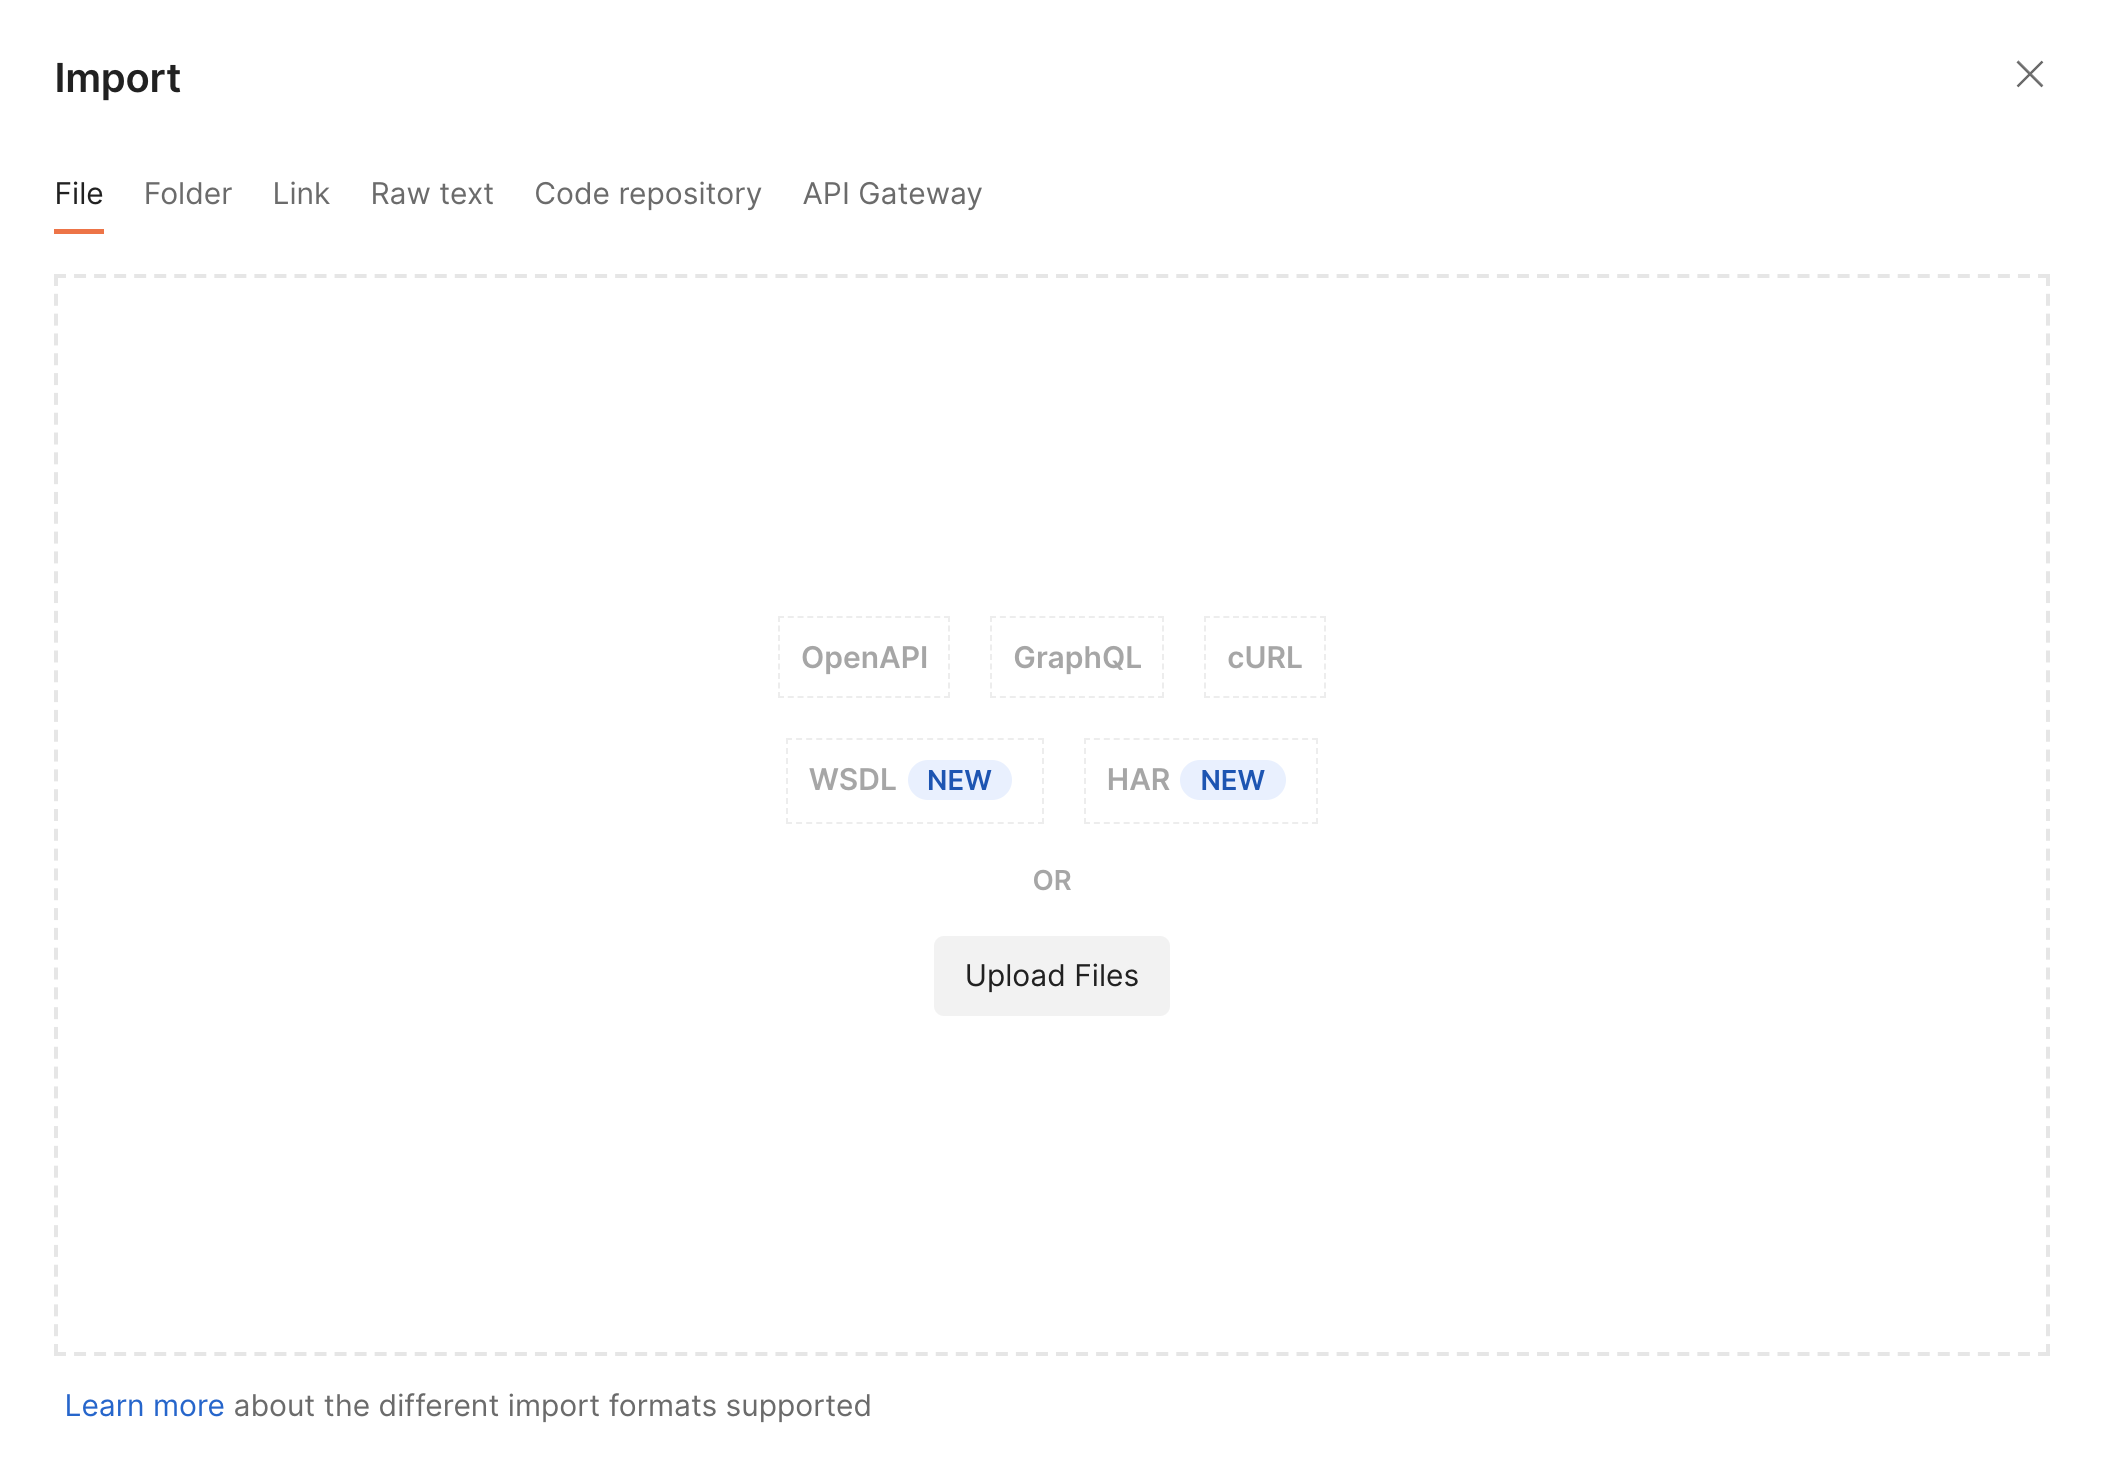 Import
File Folder Link Raw text Code repository API Gateway
OpenAPI GraphQL cURL
WSDL NEW HAR NEW
OR
Upload Files
Learn more about the different import formats supported